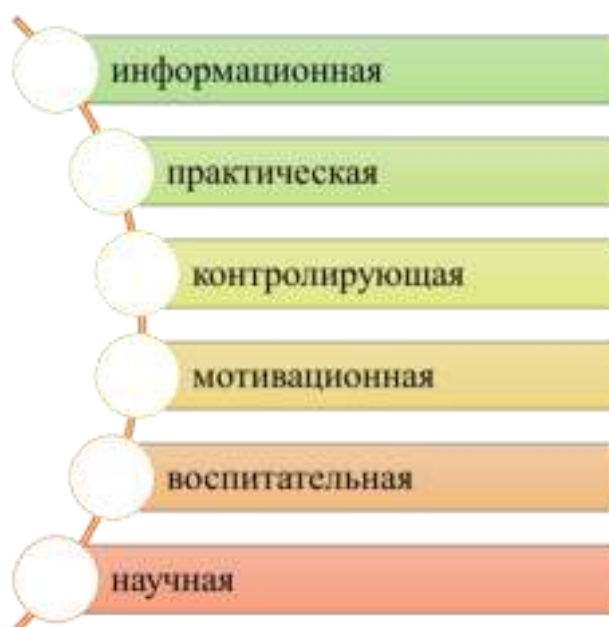 информационная
практическая
контролирующая
мотивационная
воспитательная
научная